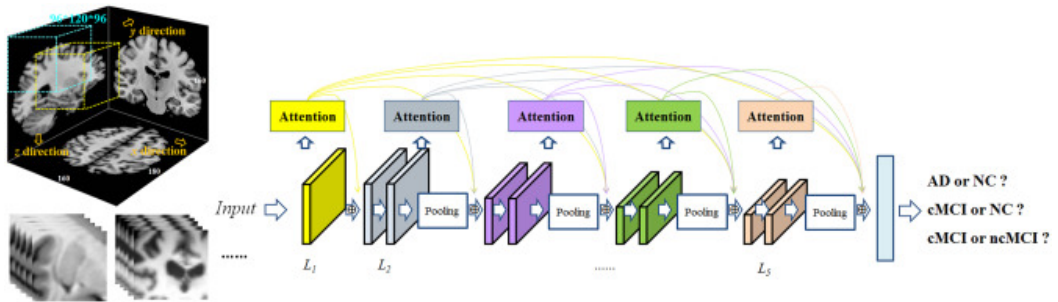 96*120*96
y direction
160
z direction
x direction
160
180
Attention
Attention
Attention
Attention
Attention
Input
Pooling
Pooling
Pooling
Pooling
AD or NC ?
cMCI or NC ?
cMCI or ncMCI ?
......
L1
L2
......
L5